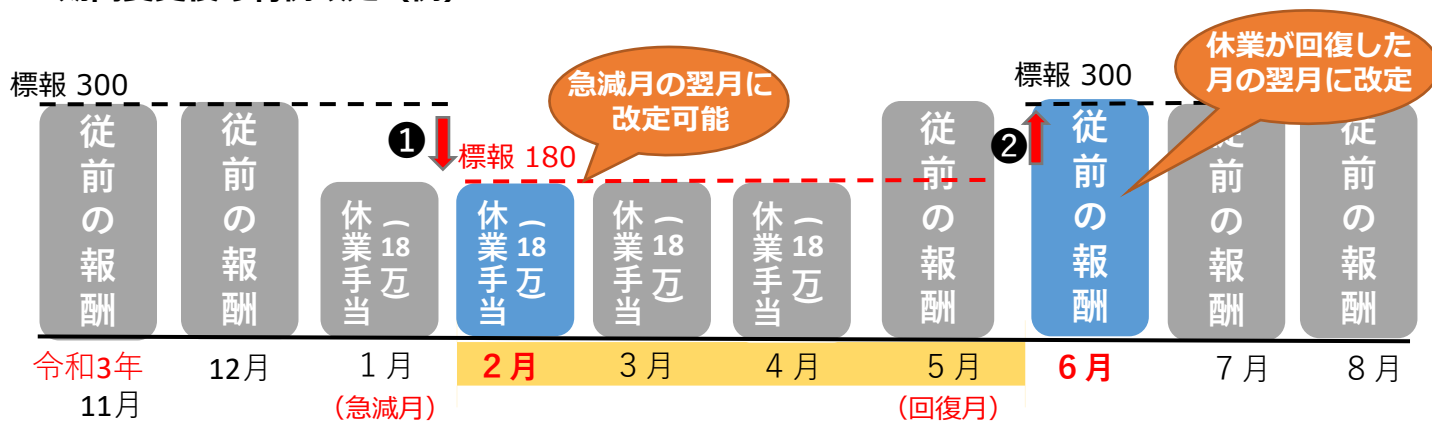 休業が回復した
月の翌月に改定
急減月の翌月に
改定可能
標報 300
標報 300
❶
標報 180
❷
従前の報酬
従前の報酬
休業手当
(18万)
休業手当
(18万)
休業手当
(18万)
休業手当
(18万)
従前の報酬
従前の報酬
従前の報酬
従前の報酬
令和3年
11月
12月
1月
(急減月)
2月
3月
4月
5月
(回復月)
6月
7月
8月